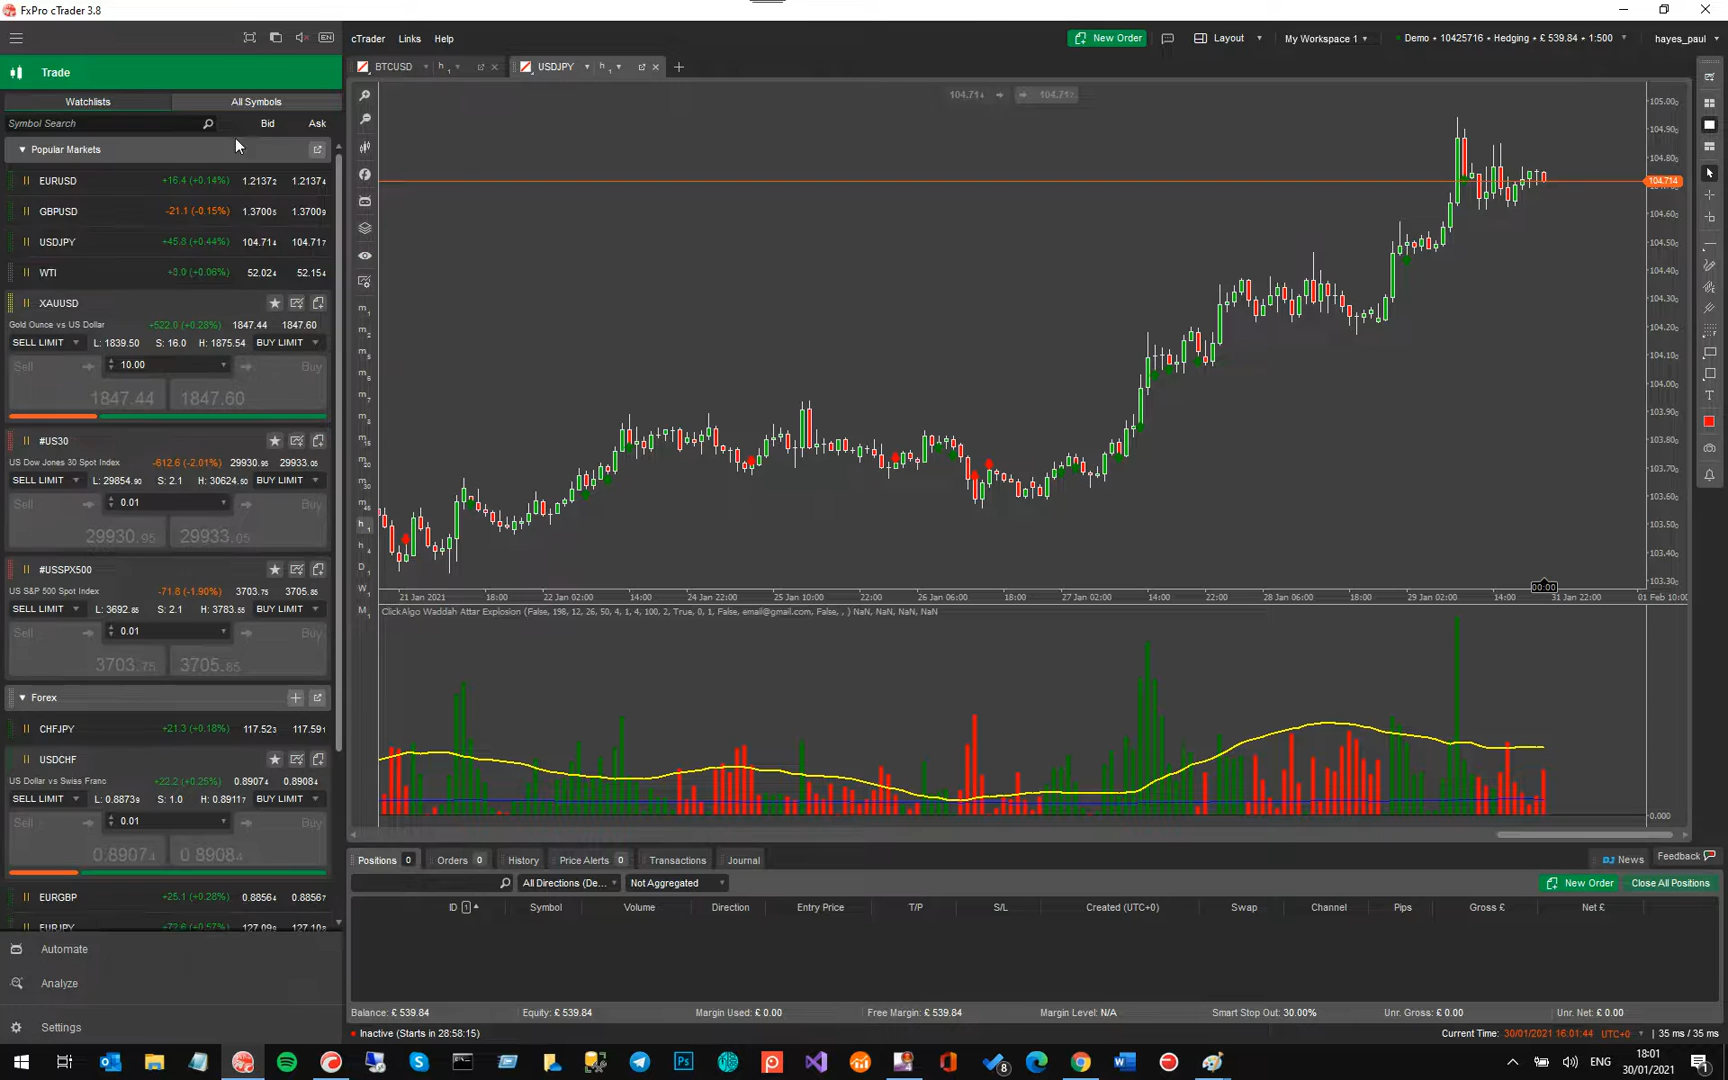 FxPro cTrader 3.8
EN
cTrader Links Help
New Order
Layout
My Workspace 1
Demo • 10425716 • Hedging • £ 539.84 • 1:500
hayes_paul
Trade
BTCUSD h1
USDJPY h1
Watchlists
All Symbols
Symbol Search
Bid
Ask
Popular Markets
EURUSD +16.4 (+0.14%) 1.21372 1.21374
GBPUSD -21.1 (-0.15%) 1.37005 1.37009
USDJPY +45.8 (+0.44%) 104.714 104.717
WTI +3.0 (+0.06%) 52.024 52.154
XAUUSD
Gold Ounce vs US Dollar +522.0 (+0.28%) 1847.44 1847.60
SELL LIMIT L: 1839.50 S: 16.0 H: 1875.54 BUY LIMIT
Sell 10.00 Buy
1847.44 1847.60
#US30
US Dow Jones 30 Spot Index -612.6 (-2.01%) 29930.95 29933.05
SELL LIMIT L: 29854.90 S: 2.1 H: 30624.50 BUY LIMIT
Sell 0.01 Buy
29930.95 29933.05
#USSPX500
US S&P 500 Spot Index -71.8 (-1.90%) 3703.75 3705.85
SELL LIMIT L: 3692.85 S: 2.1 H: 3783.55 BUY LIMIT
Sell 0.01 Buy
3703.75 3705.85
Forex
CHFJPY +21.3 (+0.18%) 117.523 117.591
USDCHF
US Dollar vs Swiss Franc +22.2 (+0.25%) 0.89074 0.89084
SELL LIMIT L: 0.88739 S: 1.0 H: 0.89117 BUY LIMIT
Sell 0.01 Buy
0.89074 0.89084
EURGBP +25.1 (+0.28%) 0.88564 0.88567
EURJPY +72.6 (+0.57%) 127.098 127.108
Automate
Analyze
Settings
104.714 104.717
105.000
104.900
104.800
104.714
104.600
104.500
104.400
104.300
104.200
104.100
104.000
103.900
103.800
103.700
103.600
103.500
103.400
103.300
00:00
21 Jan 2021 18:00 22 Jan 02:00 14:00 24 Jan 22:00 25 Jan 10:00 22:00 26 Jan 06:00 18:00 27 Jan 02:00 14:00 22:00 28 Jan 06:00 18:00 29 Jan 02:00 14:00 31 Jan 22:00 01 Feb 10:00
ClickAlgo Waddah Attar Explosion (False, 198, 12, 26, 50, 4, 1, 4, 100, 2, True, 0, 1, False, email@gmail.com, False, , ) NaN, NaN, NaN, NaN
0.000
Positions 0 Orders 0 History Price Alerts 0 Transactions Journal
DJ News
Feedback
All Directions (De...
Not Aggregated
New Order
Close All Positions
ID 1 Symbol Volume Direction Entry Price T/P S/L Created (UTC+0) Swap Channel Pips Gross £ Net £
Balance: £ 539.84 Equity: £ 539.84 Margin Used: £ 0.00 Free Margin: £ 539.84 Margin Level: N/A Smart Stop Out: 30.00% Unr. Gross: £ 0.00 Unr. Net: £ 0.00
Inactive (Starts in 28:58:15)
Current Time: 30/01/2021 16:01:44 UTC+0 35 ms / 35 ms
ENG
18:01
30/01/2021